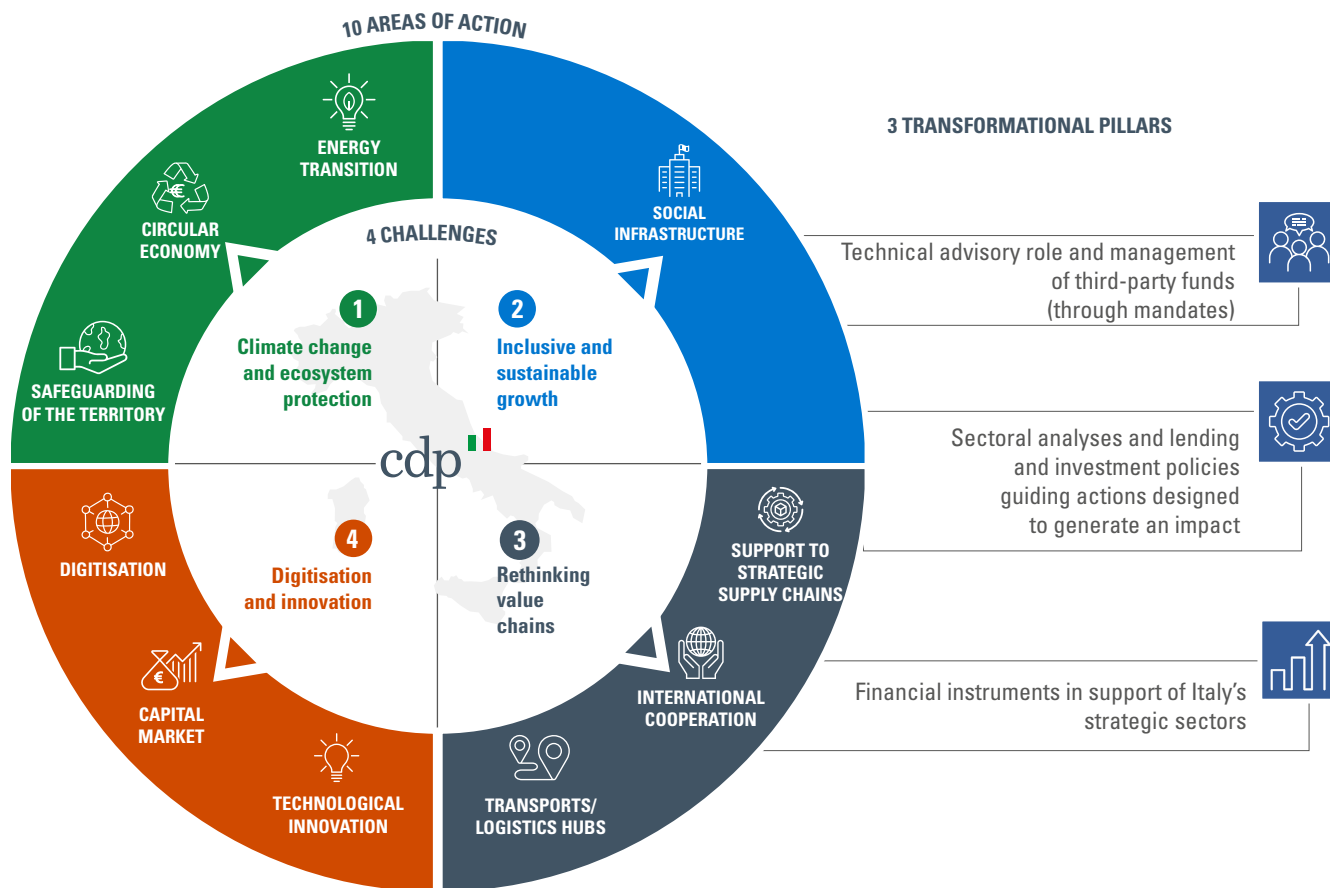 10 AREAS OF ACTION
ENERGY
TRANSITION
CIRCULAR
ECONOMY
SAFEGUARDING
OF THE TERRITORY
SOCIAL
INFRASTRUCTURE
4 CHALLENGES
1
Climate change
and ecosystem
protection
2
Inclusive and
sustainable
growth
cdp
4
Digitisation
and innovation
3
Rethinking
value
chains
DIGITISATION
CAPITAL
MARKET
TECHNOLOGICAL
INNOVATION
SUPPORT TO
STRATEGIC
SUPPLY CHAINS
INTERNATIONAL
COOPERATION
TRANSPORTS/
LOGISTICS HUBS
3 TRANSFORMATIONAL PILLARS
Technical advisory role and management
of third-party funds
(through mandates)
Sectoral analyses and lending
and investment policies
guiding actions designed
to generate an impact
Financial instruments in support of Italy's
strategic sectors
€
€